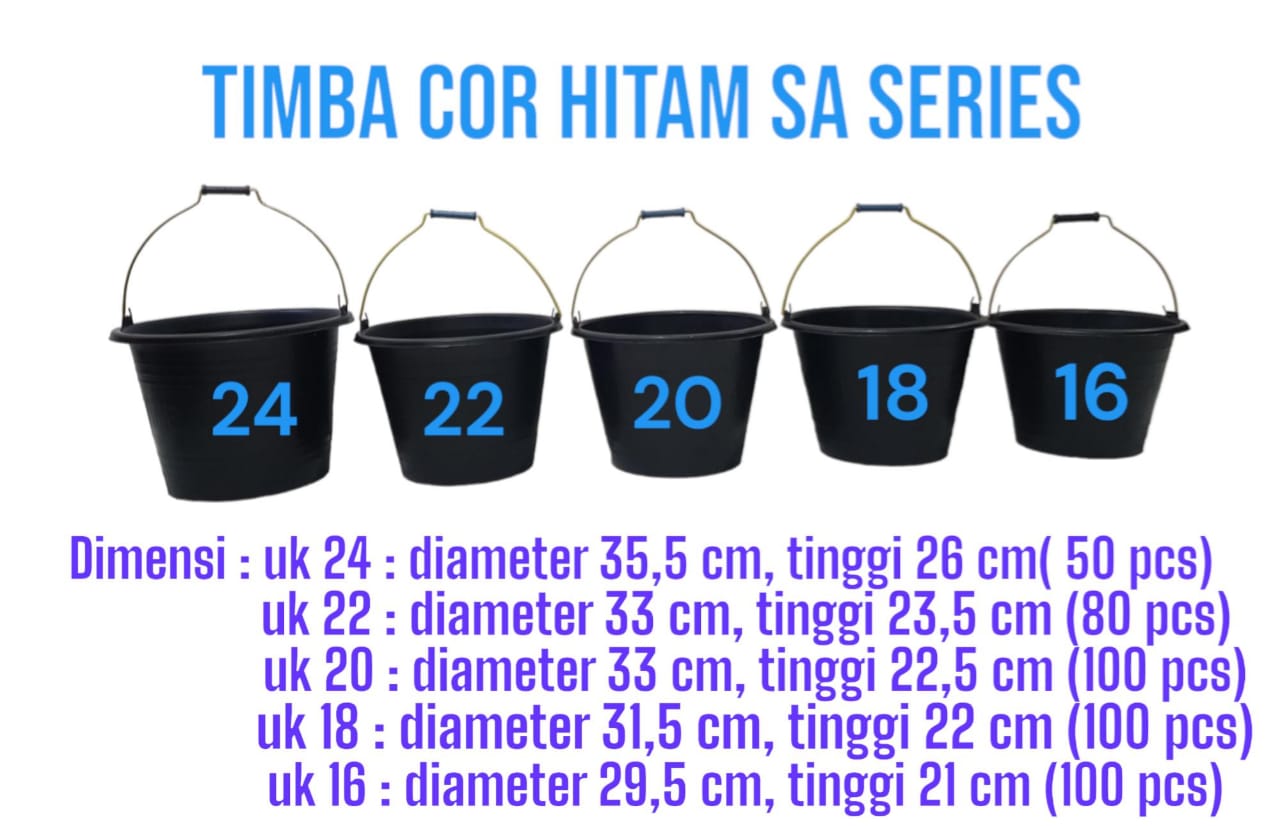 TIMBA COR HITAM SA SERIES
24
22
20
18
16
Dimensi : uk 24 : diameter 35,5 cm, tinggi 26 cm( 50 pcs)
uk 22 : diameter 33 cm, tinggi 23,5 cm (80 pcs)
uk 20 : diameter 33 cm, tinggi 22,5 cm (100 pcs)
uk 18 : diameter 31,5 cm, tinggi 22 cm (100 pcs)
uk 16 : diameter 29,5 cm, tinggi 21 cm (100 pcs)